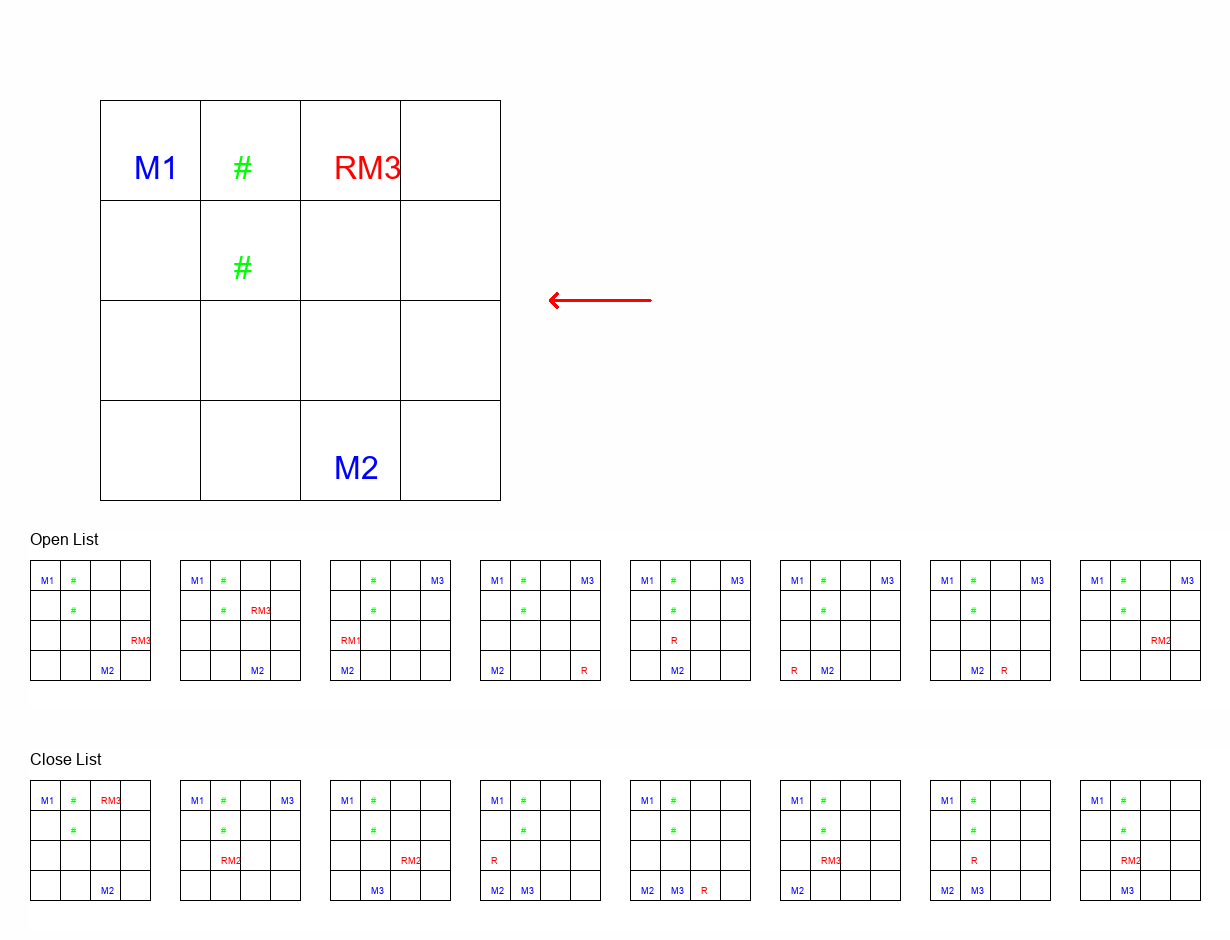 M1 # RM3
#
M2
Open List
M1 # M1 # # M3 M1 # M3 M1 # M3 M1 # M3 M1 # M3 M1 # M3
# # RM3 # # # # # #
RM3 RM1 R RM2
M2 M2 M2 M2 R M2 R M2 M2 R
Close List
M1 # RM3 M1 # M3 M1 # M1 # M1 # M1 # M1 # M1 #
# # # # # # # #
RM2 RM2 R RM3 R RM2
M2 M3 M2 M3 M2 M3 R M2 M2 M3 M3